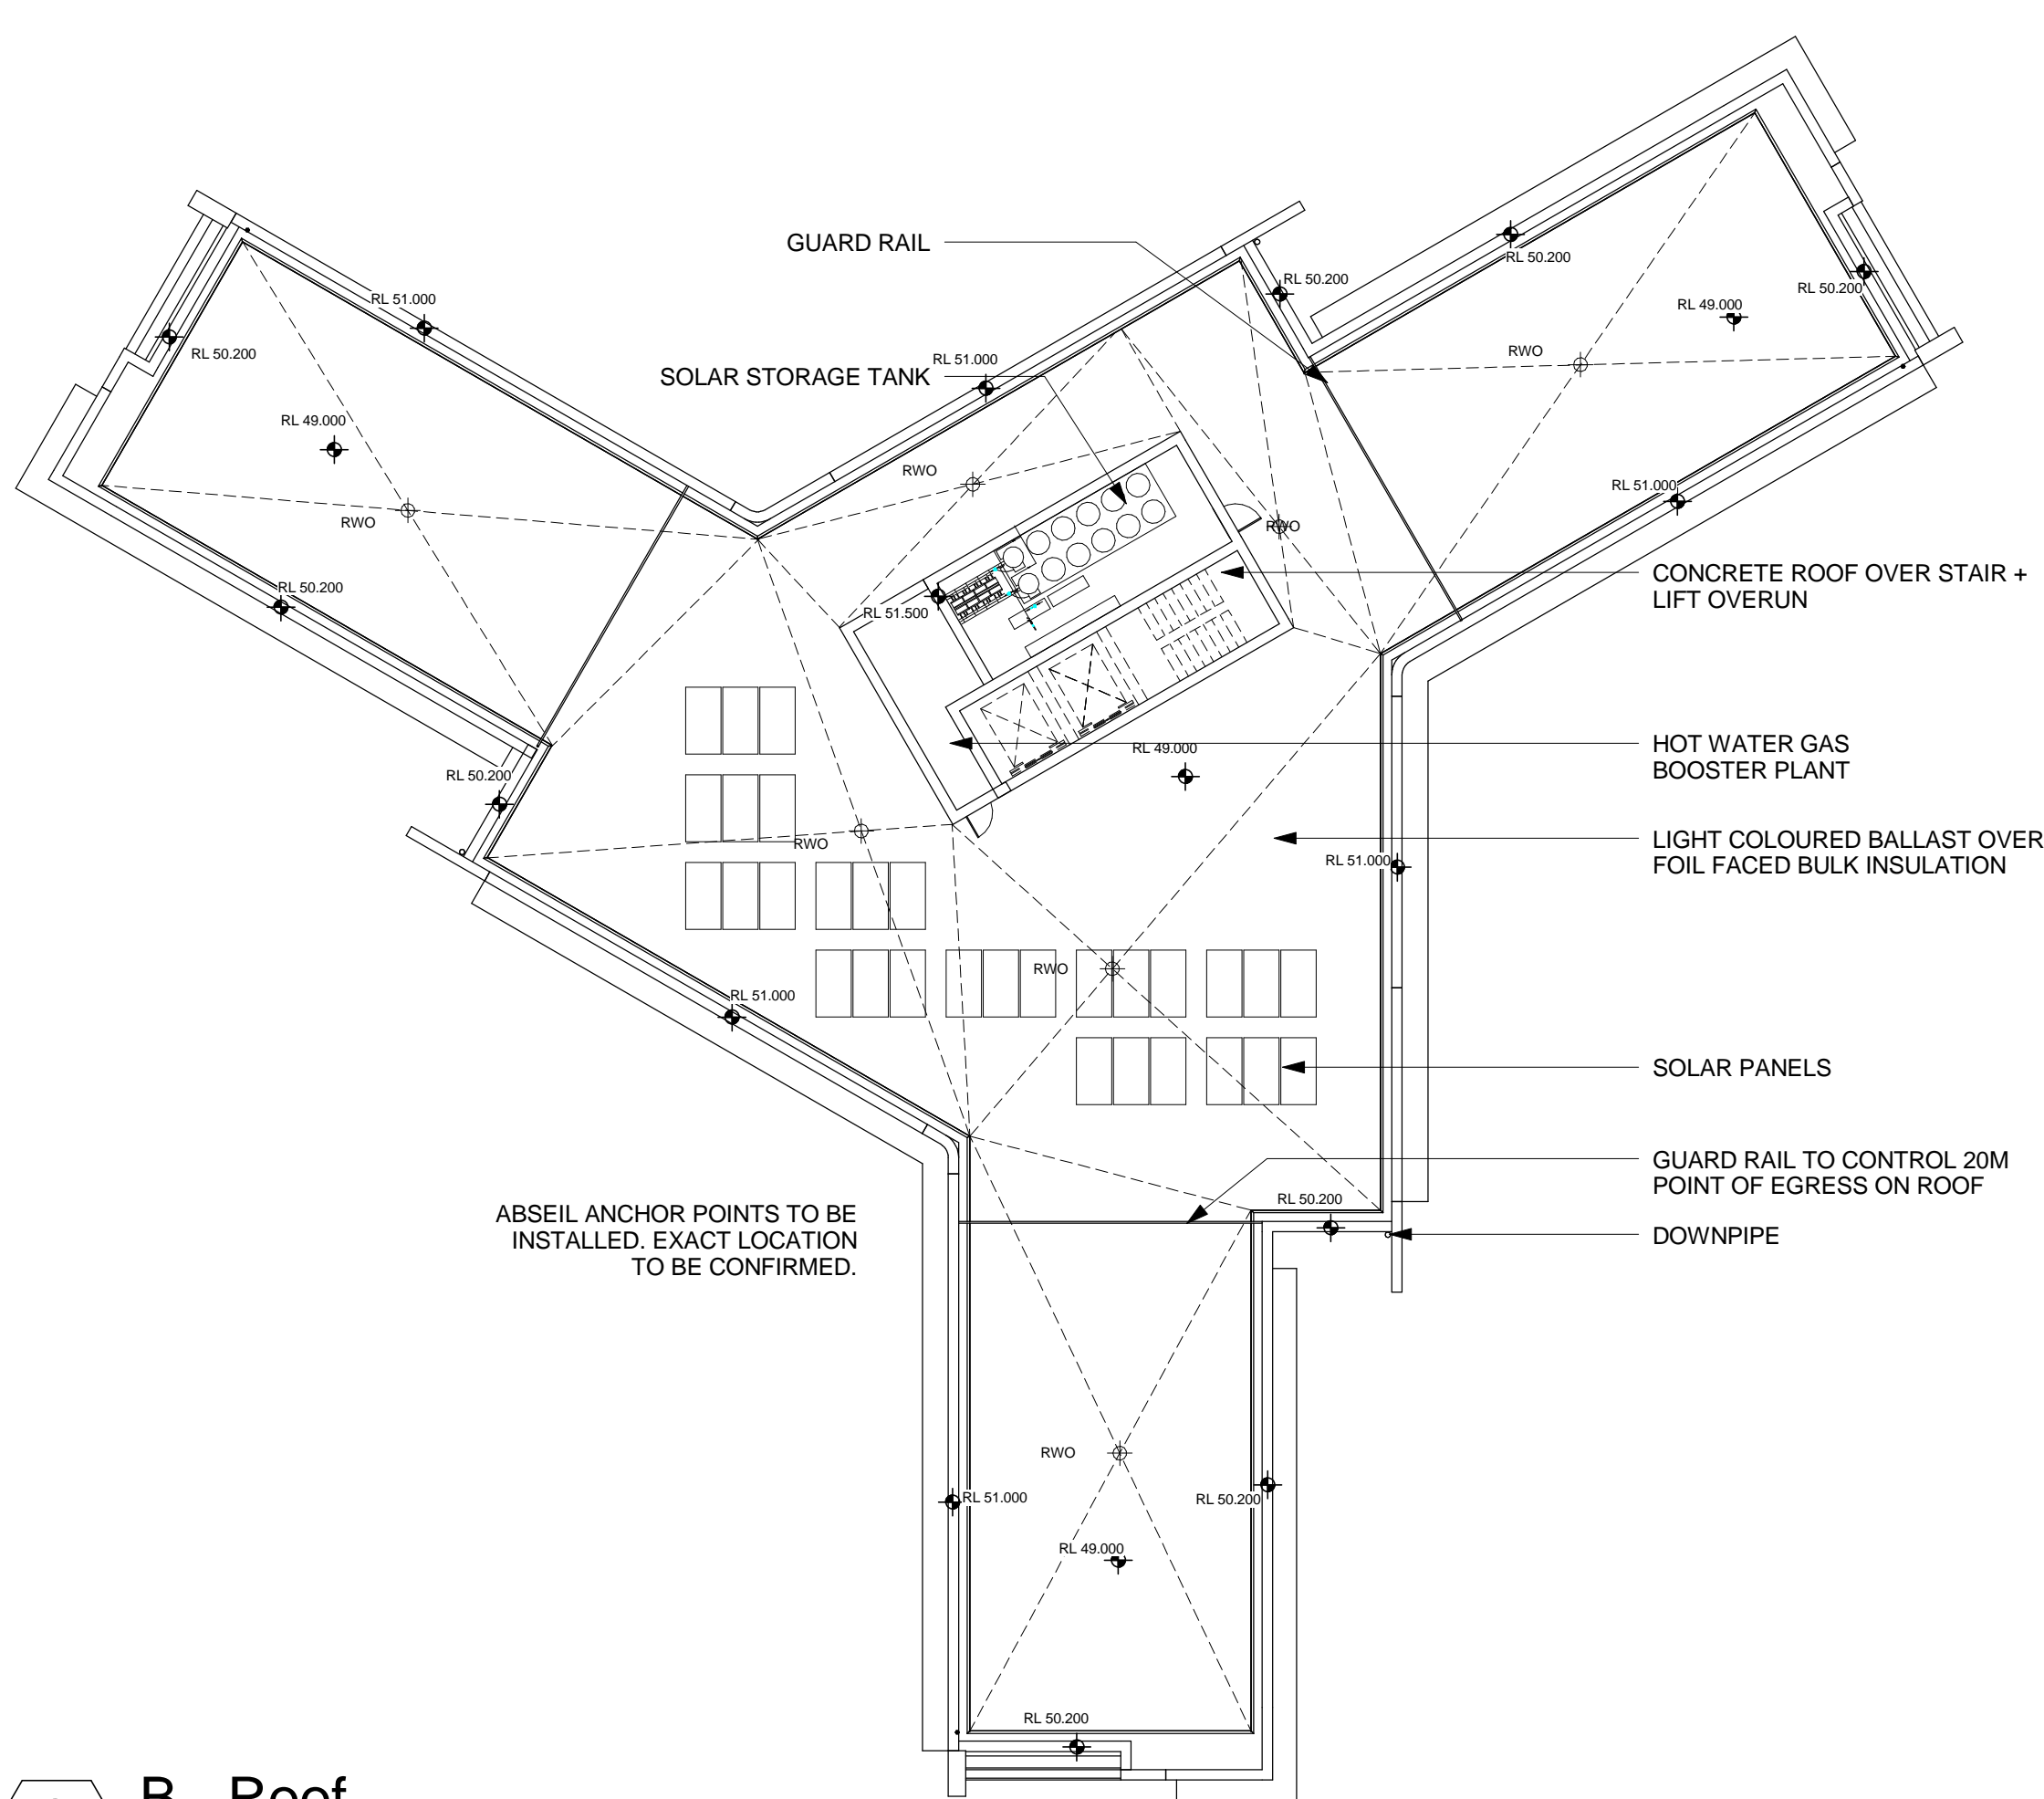 GUARD RAIL
RL 50.200
RL 50.200
RL 50.200
RL 49.000
RL 51.000
RL 50.200
RL 51.000
SOLAR STORAGE TANK
RWO
RL 49.000
RWO
RL 51.000
RWO
RWO
CONCRETE ROOF OVER STAIR +
LIFT OVERUN
RL 50.200
RL 51.500
HOT WATER GAS
BOOSTER PLANT
RL 49.000
RL 50.200
RWO
LIGHT COLOURED BALLAST OVER
FOIL FACED BULK INSULATION
RL 51.000
RWO
RL 51.000
SOLAR PANELS
GUARD RAIL TO CONTROL 20M
POINT OF EGRESS ON ROOF
RL 50.200
ABSEIL ANCHOR POINTS TO BE
INSTALLED. EXACT LOCATION
TO BE CONFIRMED.
DOWNPIPE
RWO
RL 51.000
RL 50.200
RL 49.000
RL 50.200
B - Roof